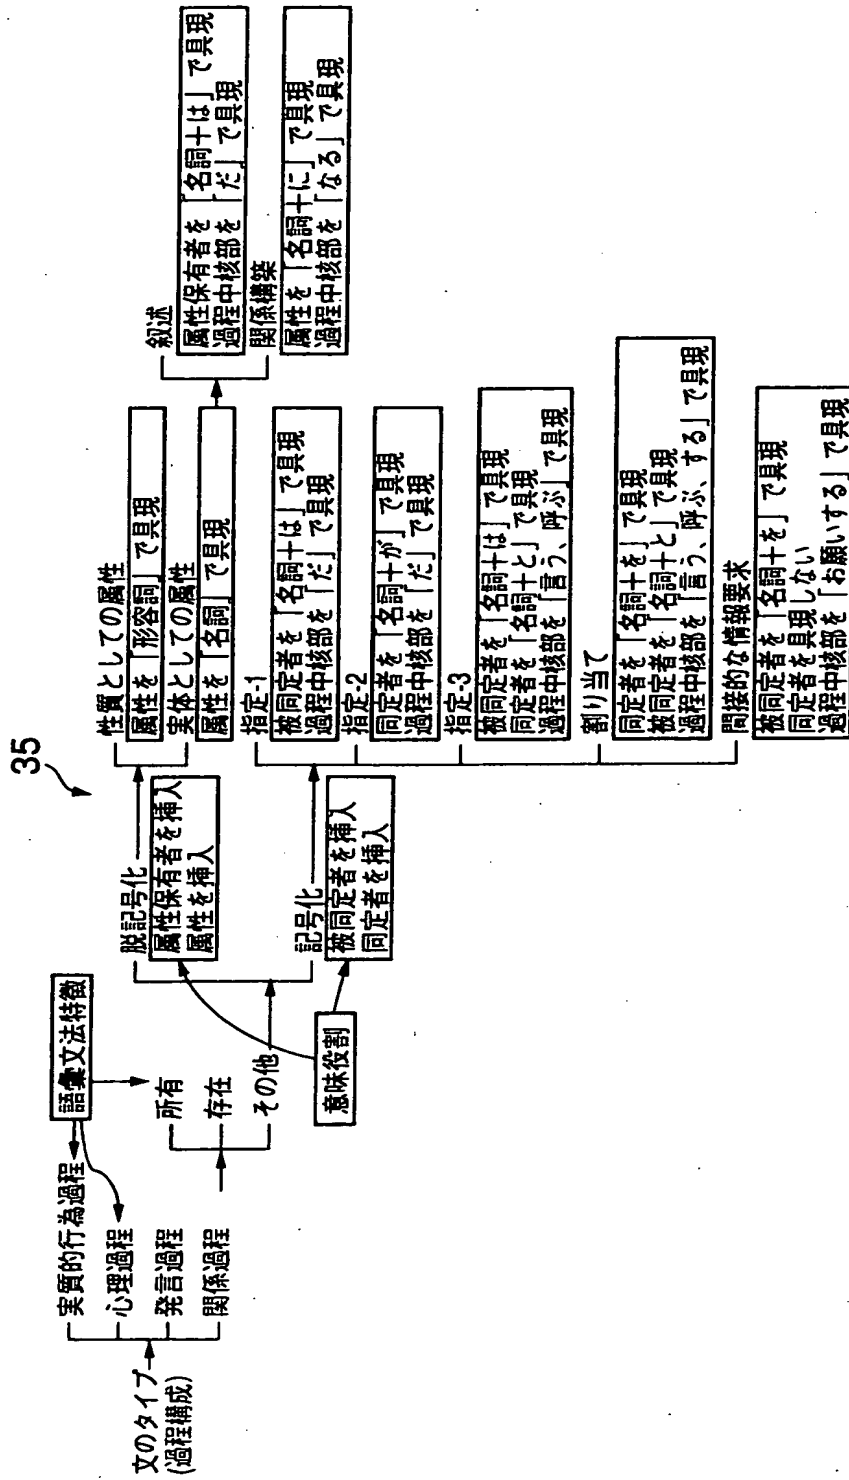 35
文のタイプ
(過程構成)
実質的行為過程
心理過程
発言過程
関係過程
語彙文法特徴
所有
存在
その他
意味役割
脱記号化
属性保有者を挿入
属性を挿入
記号化
被同定者を挿入
同定者を挿入
性質としての属性
属性を「形容詞」で具現
実体としての属性
属性を「名詞」で具現
叙述
属性保有者を「名詞+は」で具現
過程中核部を「だ」で具現
関係構築
属性を「名詞+に」で具現
過程中核部を「なる」で具現
指定-1
被同定者を「名詞+は」で具現
過程中核部を「だ」で具現
指定-2
同定者を「名詞+が」で具現
過程中核部を「だ」で具現
指定-3
被同定者を「名詞+は」で具現
同定者を「名詞+と」で具現
過程中核部を「言う、呼ぶ」で具現
割り当て
同定者を「名詞+を」で具現
被同定者を「名詞+と」で具現
過程中核部を「言う、呼ぶ、する」で具現
間接的な情報要求
被同定者を「名詞+を」で具現
同定者を具現しない
過程中核部を「お願いする」で具現